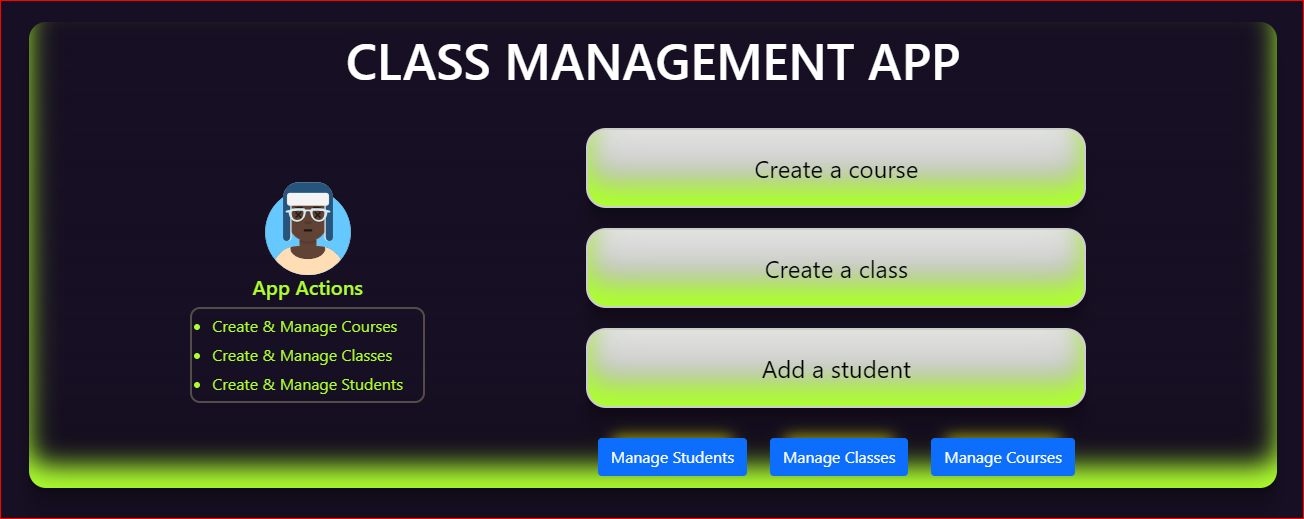 CLASS MANAGEMENT APP
App Actions
Create & Manage Courses
Create & Manage Classes
Create & Manage Students
Create a course
Create a class
Add a student
Manage Students
Manage Classes
Manage Courses